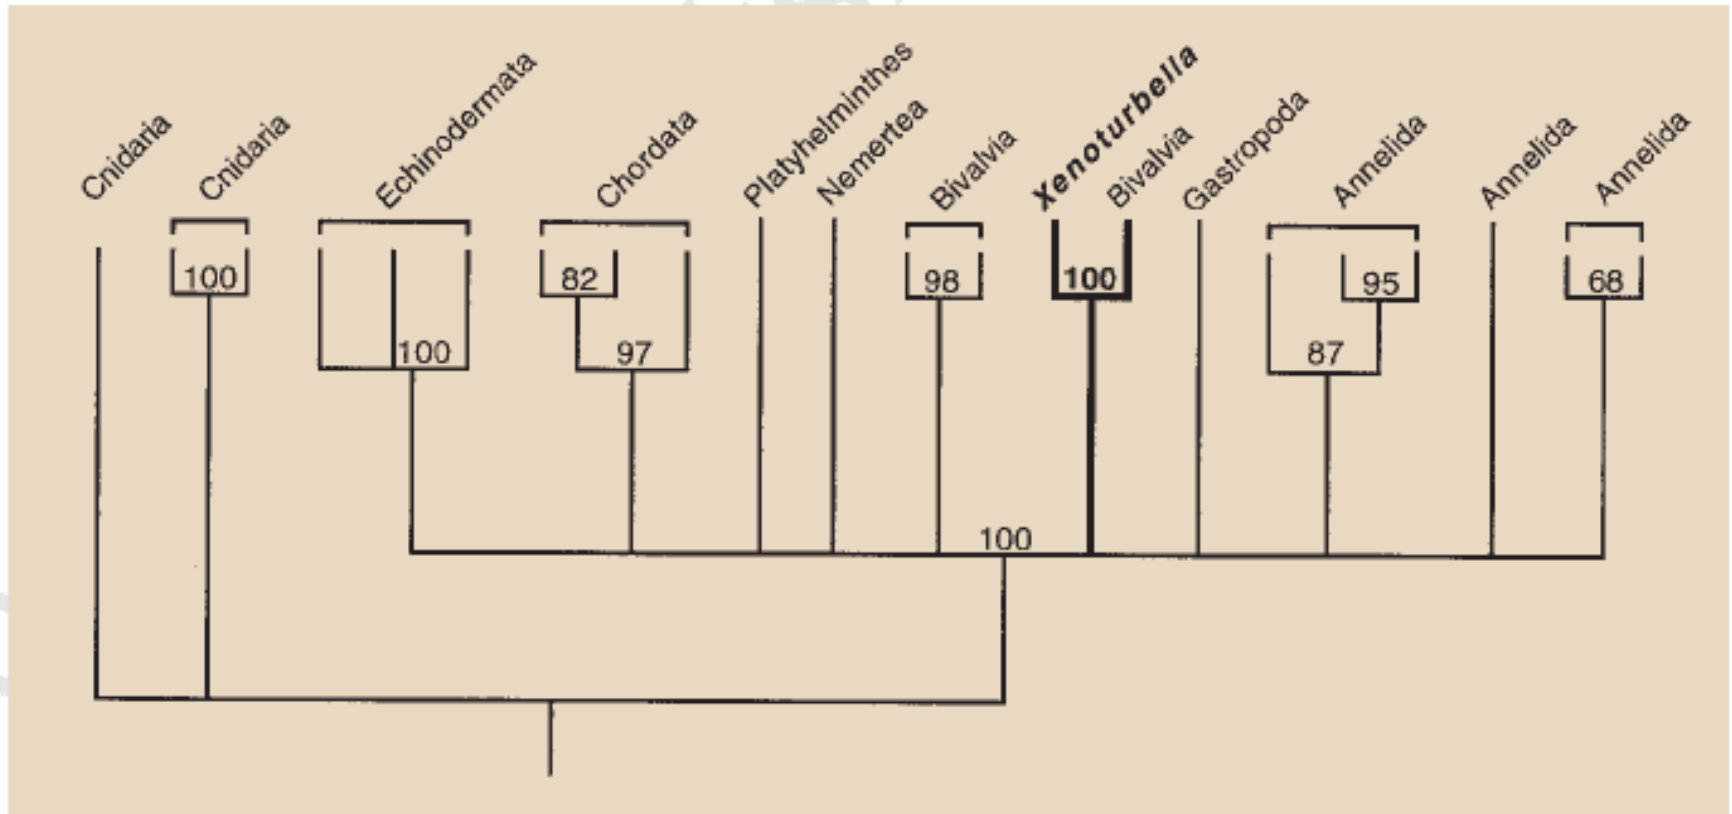 Cnidaria
Cnidaria
Echinodermata
Chordata
Platyhelminthes
Nemertea
Bivalvia
Xenoturbella
Bivalvia
Gastropoda
Annelida
Annelida
Annelida
100
82
98
100
95
68
100
97
87
100